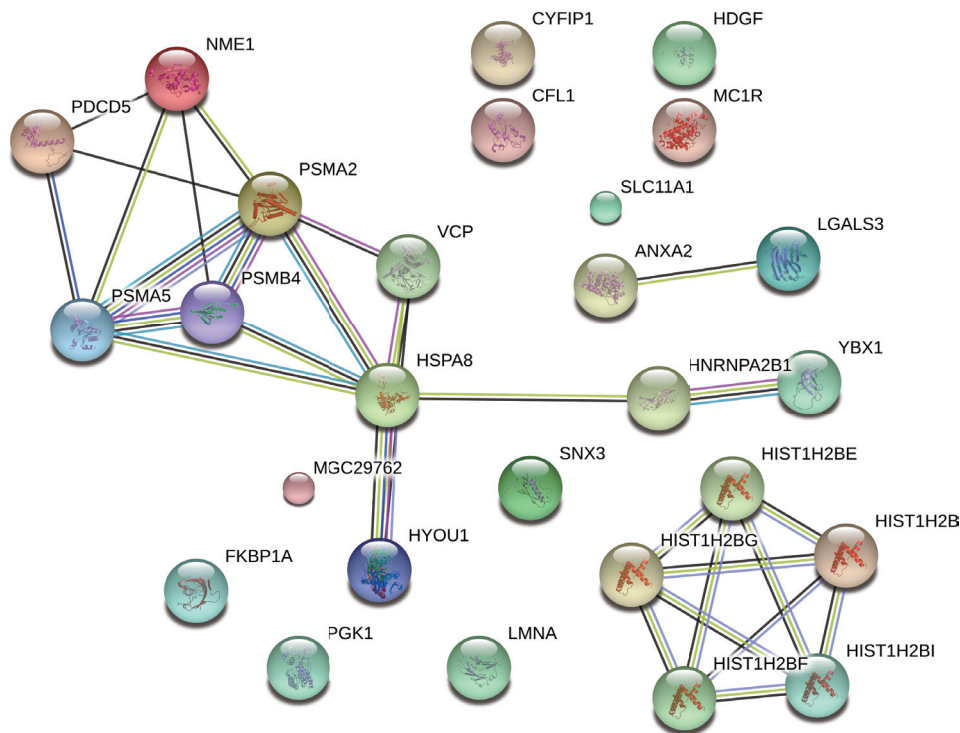 CYFIP1
HDGF
NME1
CFL1
MC1R
PDCD5
PSMA2
SLC11A1
VCP
ANXA2
LGALS3
PSMA5
PSMB4
HSPA8
HNRNPA2B1
YBX1
MGC29762
SNX3
HIST1H2BE
HIST1H2B
HYOU1
HIST1H2BG
FKBP1A
PGK1
LMNA
HIST1H2BF
HIST1H2BI